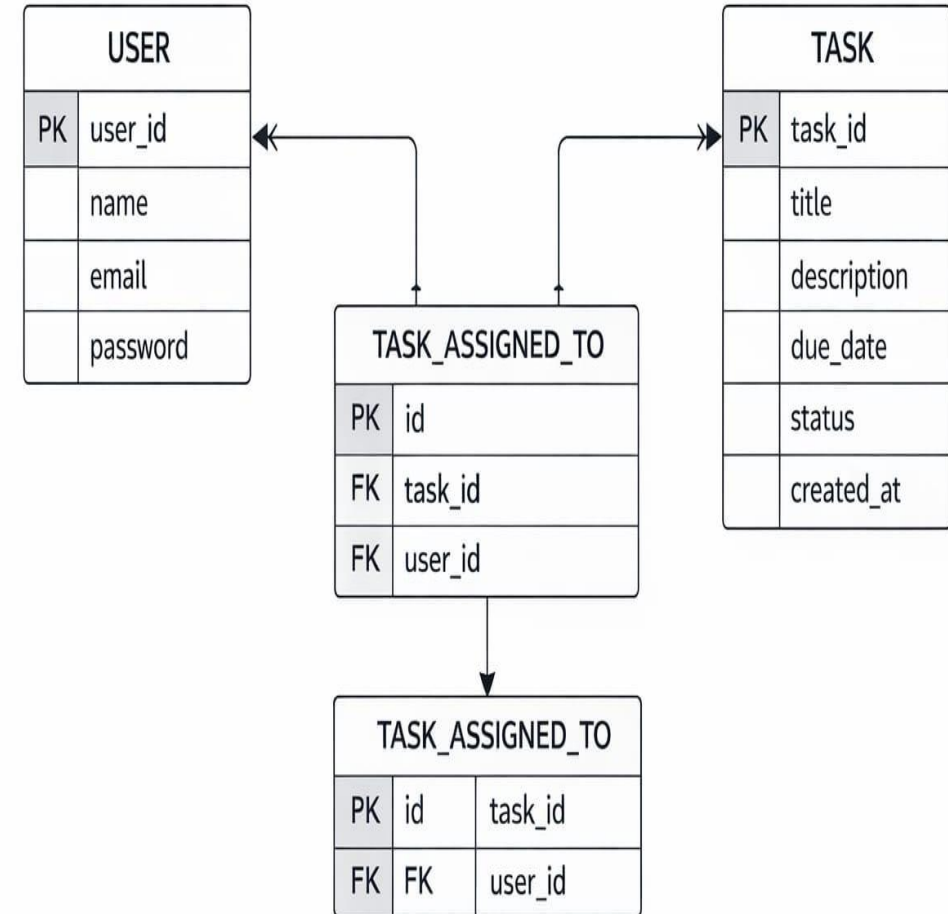 USER
PK user_id
name
email
password
TASK
PK task_id
title
description
due_date
status
created_at
TASK_ASSIGNED_TO
PK id
FK task_id
FK user_id
TASK_ASSIGNED_TO
PK id task_id
FK FK user_id